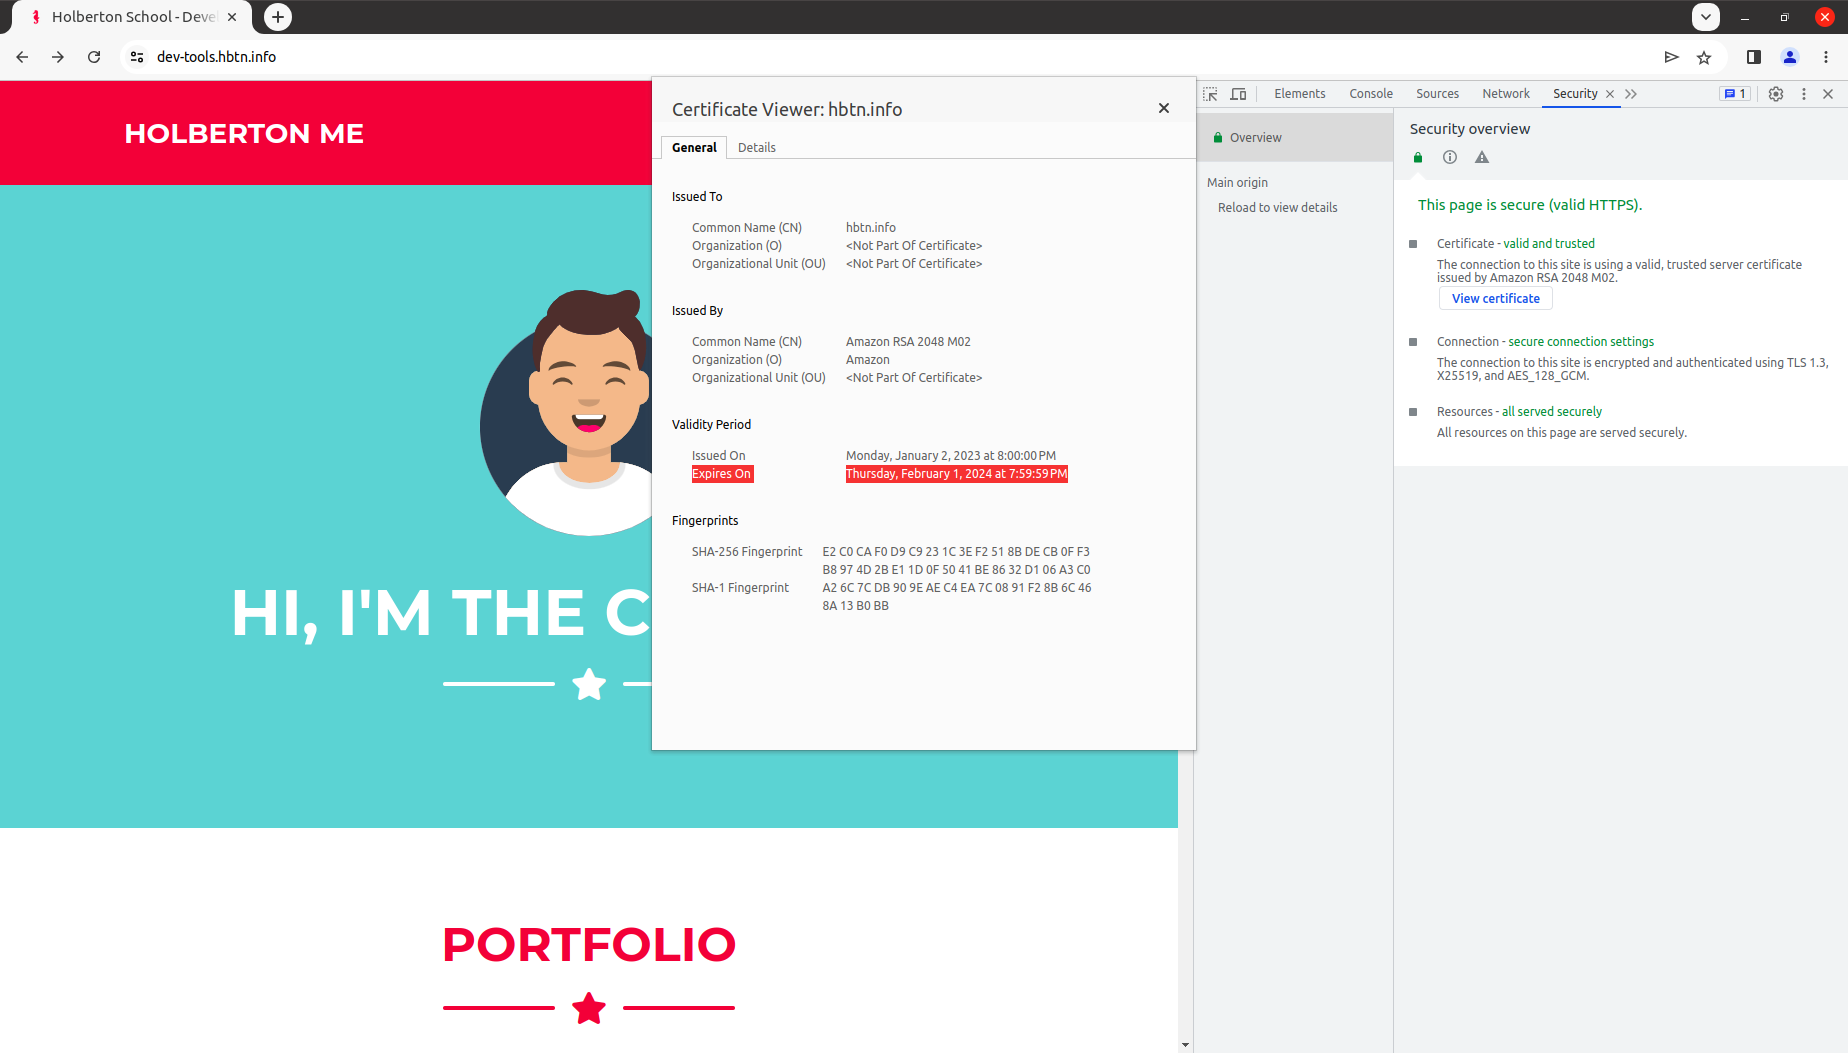 Holberton School - Deve
dev-tools.hbtn.info
HOLBERTON ME
HI, I'M THE C
PORTFOLIO
Certificate Viewer: hbtn.info
General Details
Issued To
Common Name (CN) hbtn.info
Organization (O) <Not Part Of Certificate>
Organizational Unit (OU) <Not Part Of Certificate>
Issued By
Common Name (CN) Amazon RSA 2048 M02
Organization (O) Amazon
Organizational Unit (OU) <Not Part Of Certificate>
Validity Period
Issued On Monday, January 2, 2023 at 8:00:00 PM
Expires On Thursday, February 1, 2024 at 7:59:59 PM
Fingerprints
SHA-256 Fingerprint E2 C0 CA F0 D9 C9 23 1C 3E F2 51 8B DE CB 0F F3
B8 97 4D 2B E1 1D 0F 50 41 BE 86 32 D1 06 A3 C0
SHA-1 Fingerprint A2 6C 7C DB 90 9E AE C4 EA 7C 08 91 F2 8B 6C 46
8A 13 B0 BB
Elements Console Sources Network Security 1
Overview
Main origin
Reload to view details
Security overview
This page is secure (valid HTTPS).
Certificate - valid and trusted
The connection to this site is using a valid, trusted server certificate
issued by Amazon RSA 2048 M02.
View certificate
Connection - secure connection settings
The connection to this site is encrypted and authenticated using TLS 1.3,
X25519, and AES_128_GCM.
Resources - all served securely
All resources on this page are served securely.